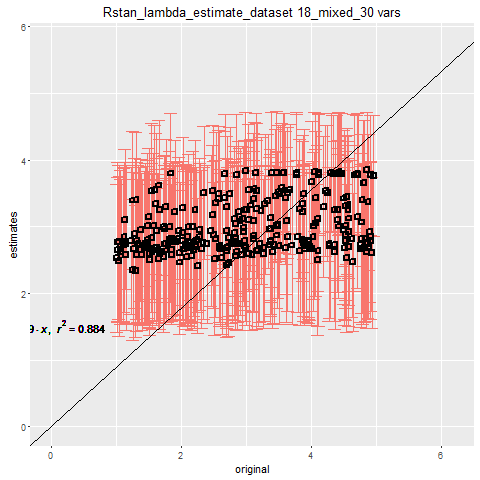 Rstan_lambda_estimate_dataset 18_mixed_30 vars
6
4
2
0
estimates
9 · x, r² = 0.884
0 2 4 6
original